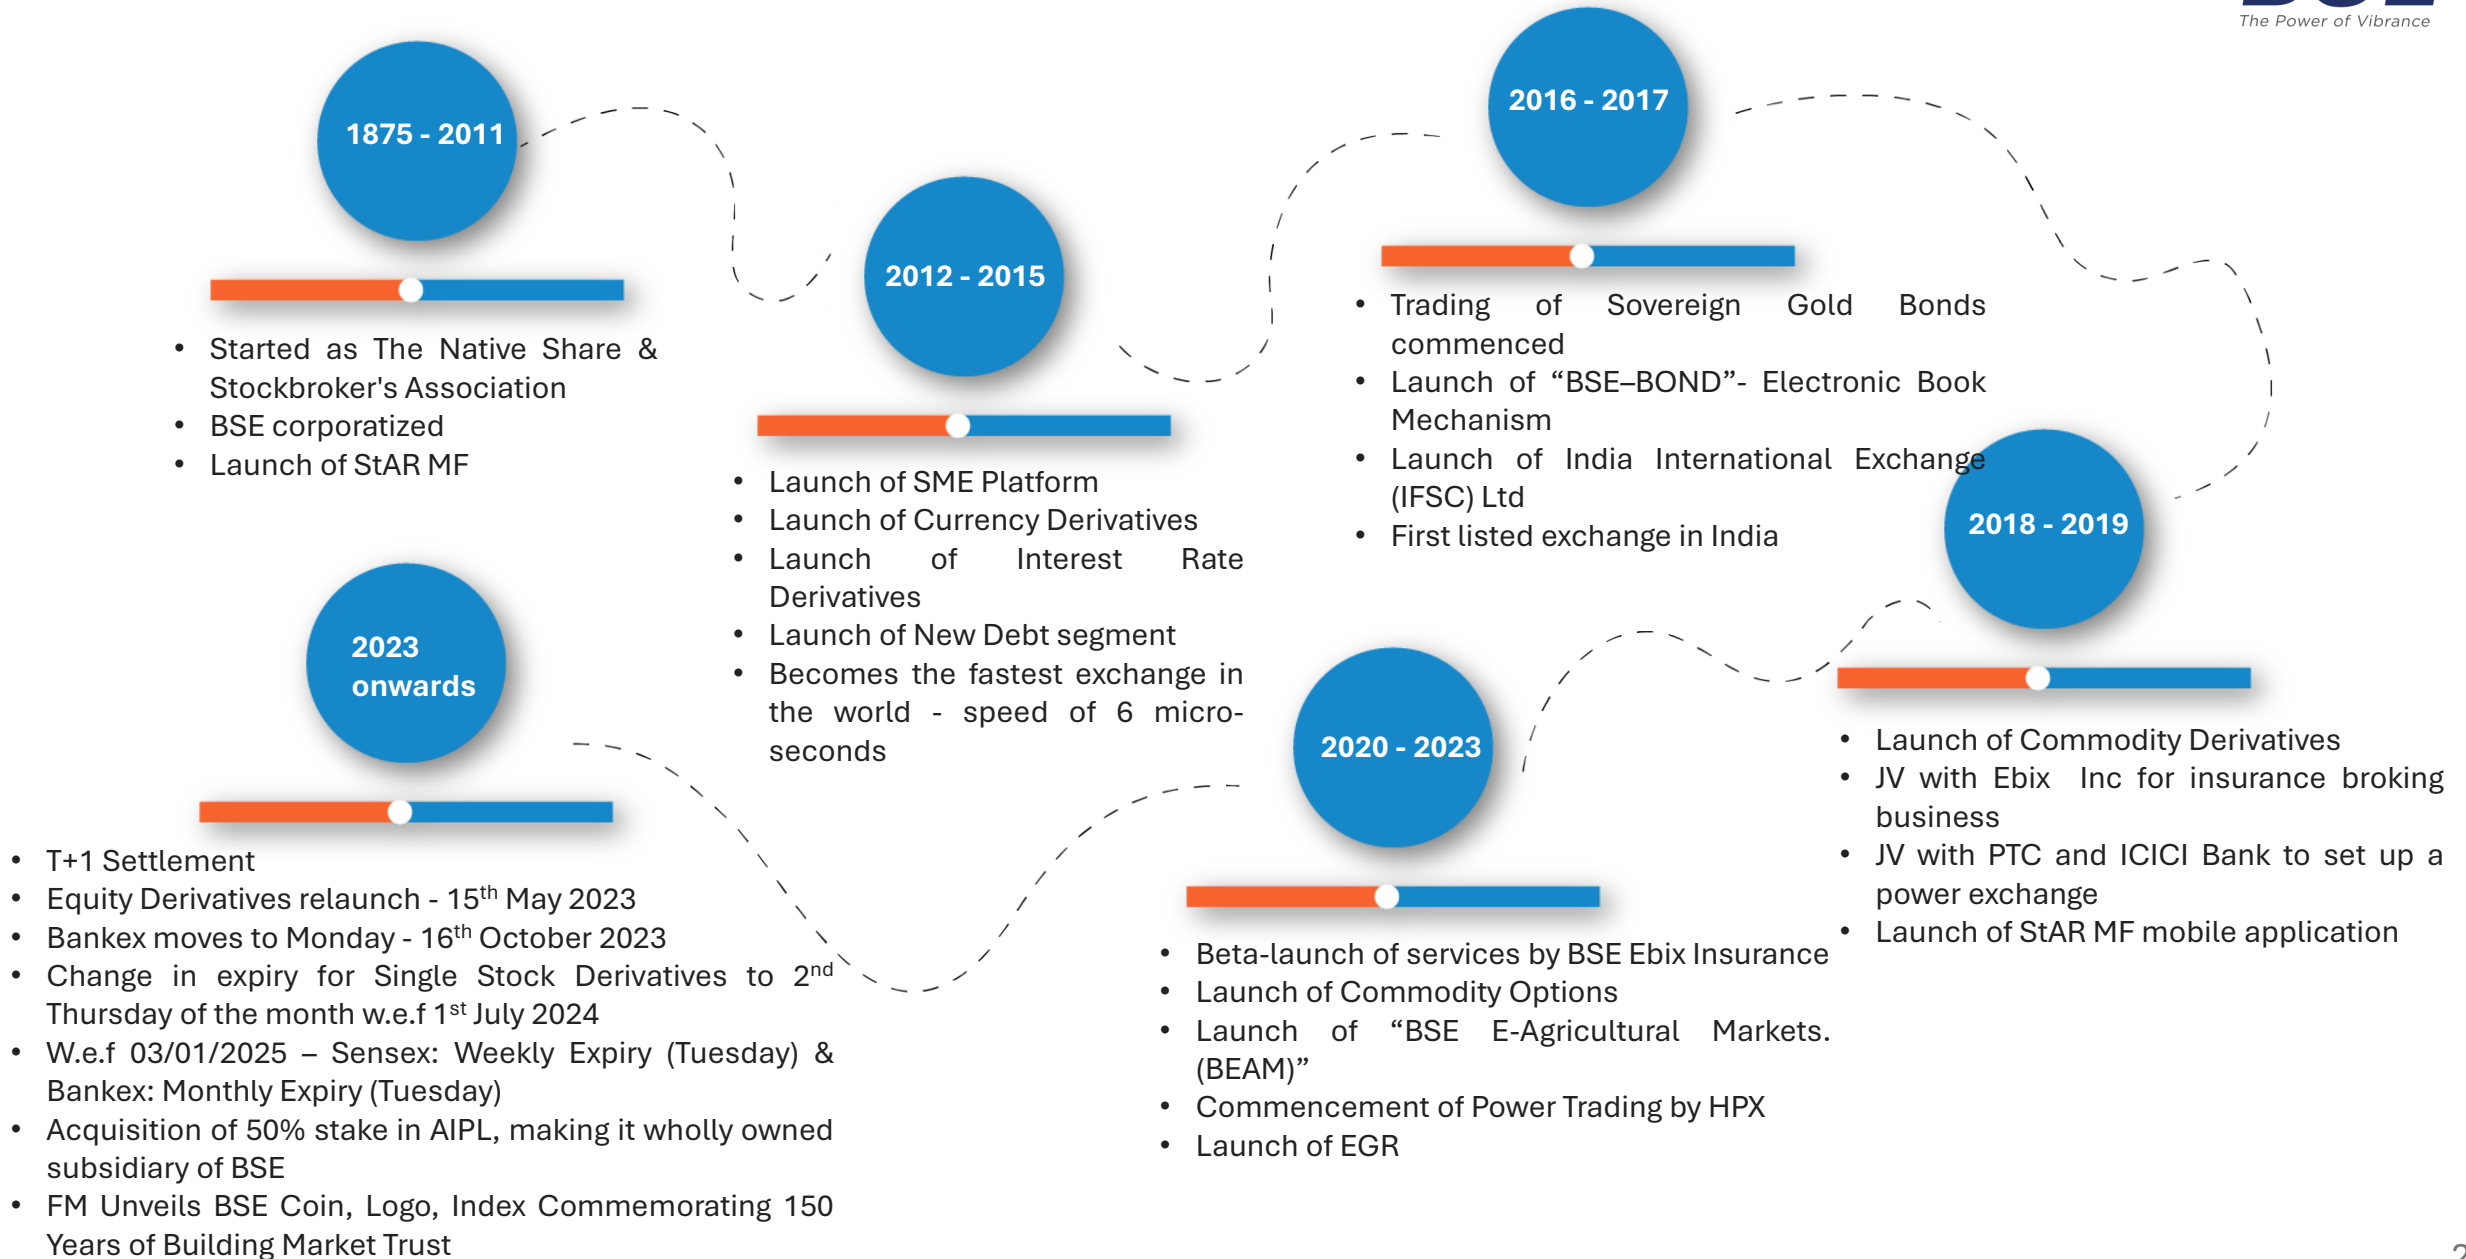 The Power of Vibrance
1875 - 2011
• Started as The Native Share &
Stockbroker's Association
• BSE corporatized
• Launch of StAR MF
2012 - 2015
• Launch of SME Platform
• Launch of Currency Derivatives
• Launch of Interest Rate
Derivatives
• Launch of New Debt segment
• Becomes the fastest exchange in
the world - speed of 6 micro-
seconds
2016 - 2017
• Trading of Sovereign Gold Bonds
commenced
• Launch of “BSE–BOND”- Electronic Book
Mechanism
• Launch of India International Exchange
(IFSC) Ltd
• First listed exchange in India
2018 - 2019
• Launch of Commodity Derivatives
• JV with Ebix Inc for insurance broking
business
• JV with PTC and ICICI Bank to set up a
power exchange
• Launch of StAR MF mobile application
2020 - 2023
• Beta-launch of services by BSE Ebix Insurance
• Launch of Commodity Options
• Launch of “BSE E-Agricultural Markets.
(BEAM)”
• Commencement of Power Trading by HPX
• Launch of EGR
2023
onwards
• T+1 Settlement
• Equity Derivatives relaunch - 15th May 2023
• Bankex moves to Monday - 16th October 2023
• Change in expiry for Single Stock Derivatives to 2nd
Thursday of the month w.e.f 1st July 2024
• W.e.f 03/01/2025 – Sensex: Weekly Expiry (Tuesday) &
Bankex: Monthly Expiry (Tuesday)
• Acquisition of 50% stake in AIPL, making it wholly owned
subsidiary of BSE
• FM Unveils BSE Coin, Logo, Index Commemorating 150
Years of Building Market Trust